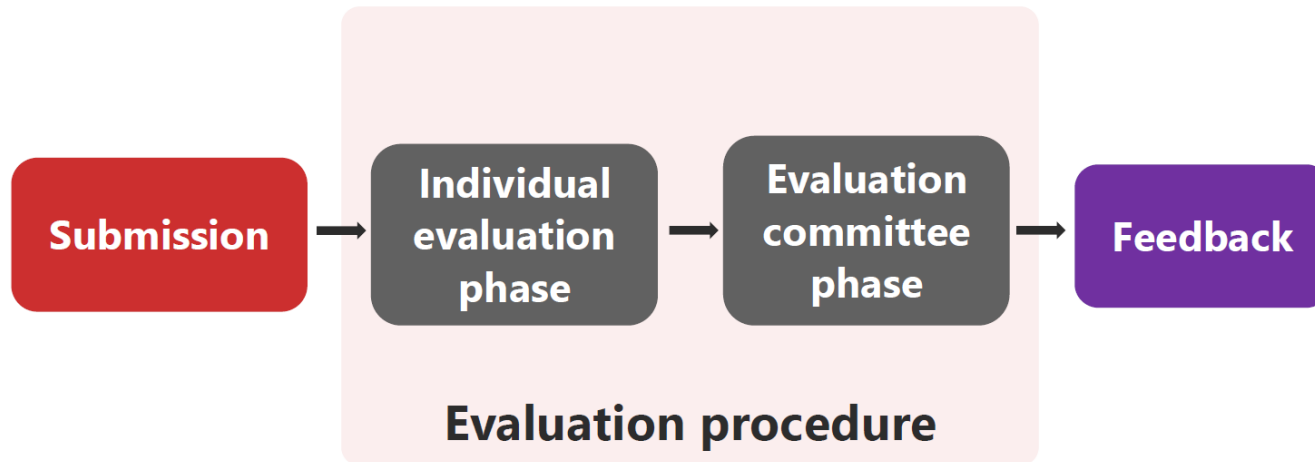 Submission
Individual
evaluation
phase
Evaluation
committee
phase
Feedback
Evaluation procedure